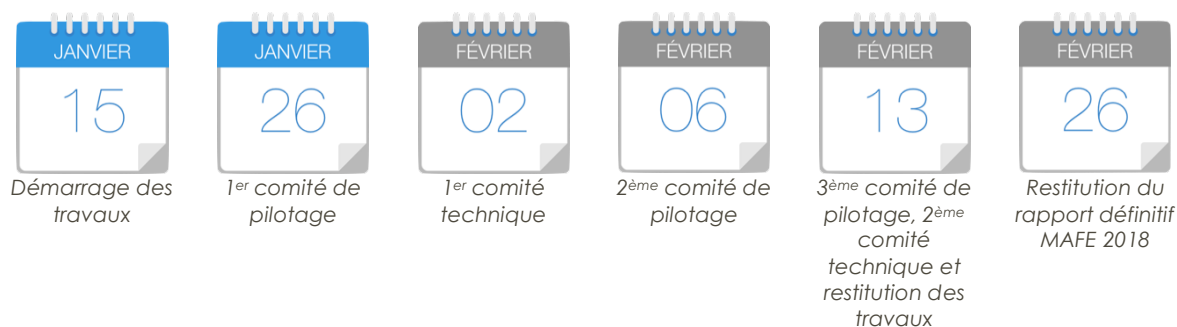 JANVIER
15
Démarrage des
travaux
JANVIER
26
1er comité de
pilotage
FÉVRIER
02
1er comité
technique
FÉVRIER
06
2ème comité de
pilotage
FÉVRIER
13
3ème comité de
pilotage, 2ème
comité
technique et
restitution des
travaux
FÉVRIER
26
Restitution du
rapport définitif
MAFE 2018